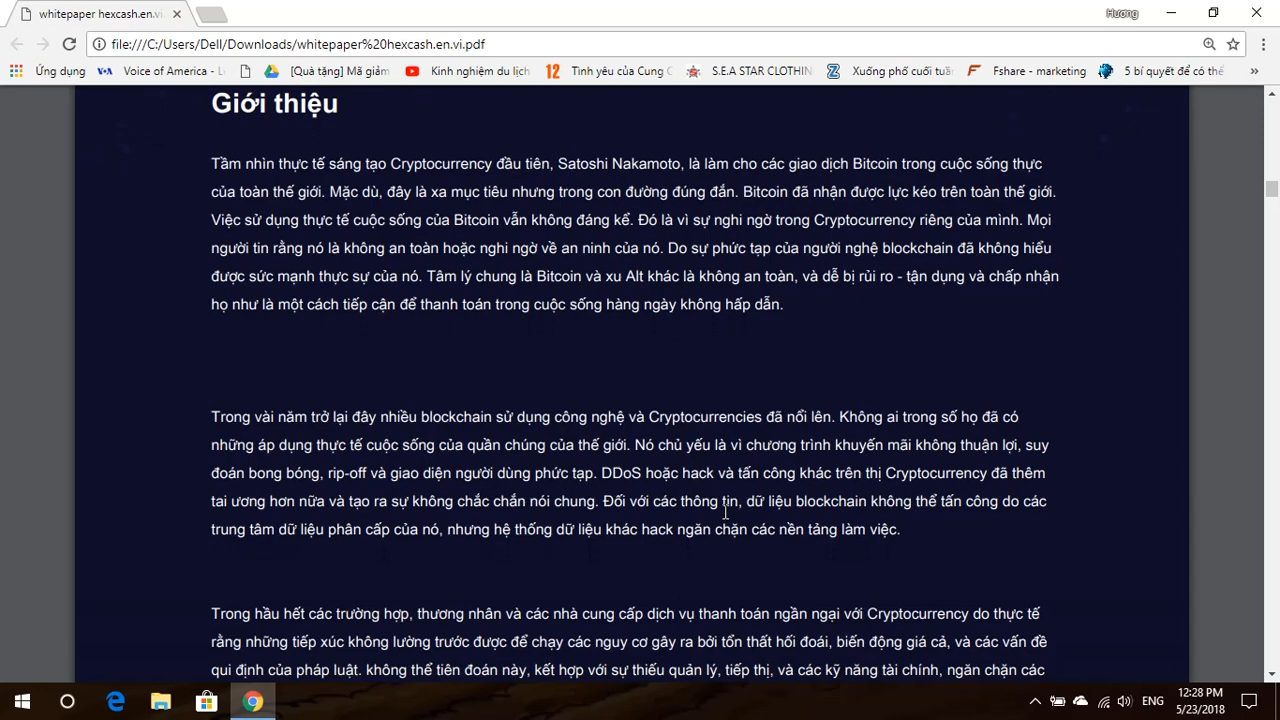 whitepaper hexcash.en.vi.
Hương
file:///C:/Users/Dell/Downloads/whitepaper%20hexcash.en.vi.pdf
Ứng dụng
Voice of America - L
[Quà tặng] Mã giảm
Kinh nghiệm du lịch
12 Tình yêu của Cung C
S.E.A STAR CLOTHIN
Xuống phố cuối tuần
Fshare - marketing
5 bí quyết để có thể
Giới thiệu
Tầm nhìn thực tế sáng tạo Cryptocurrency đầu tiên, Satoshi Nakamoto, là làm cho các giao dịch Bitcoin trong cuộc sống thực
của toàn thế giới. Mặc dù, đây là xa mục tiêu nhưng trong con đường đúng đắn. Bitcoin đã nhận được lực kéo trên toàn thế giới.
Việc sử dụng thực tế cuộc sống của Bitcoin vẫn không đáng kể. Đó là vì sự nghi ngờ trong Cryptocurrency riêng của mình. Mọi
người tin rằng nó là không an toàn hoặc nghi ngờ về an ninh của nó. Do sự phức tạp của người nghệ blockchain đã không hiểu
được sức mạnh thực sự của nó. Tâm lý chung là Bitcoin và xu Alt khác là không an toàn, và dễ bị rủi ro - tận dụng và chấp nhận
họ như là một cách tiếp cận để thanh toán trong cuộc sống hàng ngày không hấp dẫn.
Trong vài năm trở lại đây nhiều blockchain sử dụng công nghệ và Cryptocurrencies đã nổi lên. Không ai trong số họ đã có
những áp dụng thực tế cuộc sống của quần chúng của thế giới. Nó chủ yếu là vì chương trình khuyến mãi không thuận lợi, suy
đoán bong bóng, rip-off và giao diện người dùng phức tạp. DDoS hoặc hack và tấn công khác trên thị Cryptocurrency đã thêm
tai ương hơn nữa và tạo ra sự không chắc chắn nói chung. Đối với các thông tin, dữ liệu blockchain không thể tấn công do các
trung tâm dữ liệu phân cấp của nó, nhưng hệ thống dữ liệu khác hack ngăn chặn các nền tảng làm việc.
Trong hầu hết các trường hợp, thương nhân và các nhà cung cấp dịch vụ thanh toán ngần ngại với Cryptocurrency do thực tế
rằng những tiếp xúc không lường trước được để chạy các nguy cơ gây ra bởi tổn thất hối đoái, biến động giá cả, và các vấn đề
qui định của pháp luật. không thể tiên đoán này, kết hợp với sự thiếu quản lý, tiếp thị, và các kỹ năng tài chính, ngăn chặn các
ENG
12:28 PM
5/23/2018